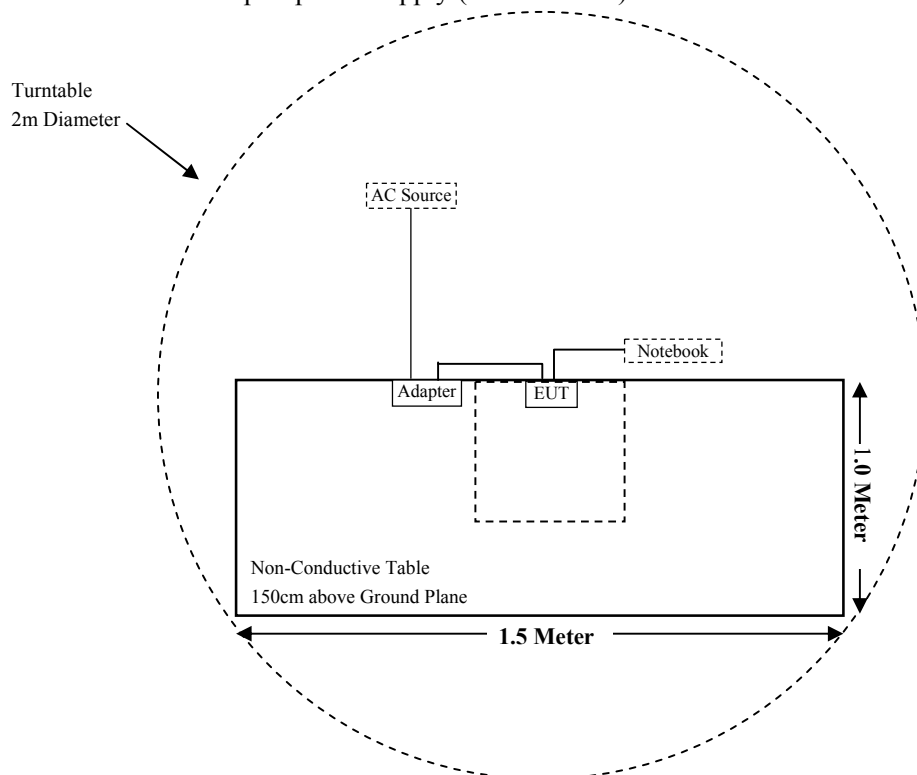 Turntable
2m Diameter
AC Source
Notebook
Adapter
EUT
1.0 Meter
Non-Conductive Table
150cm above Ground Plane
1.5 Meter